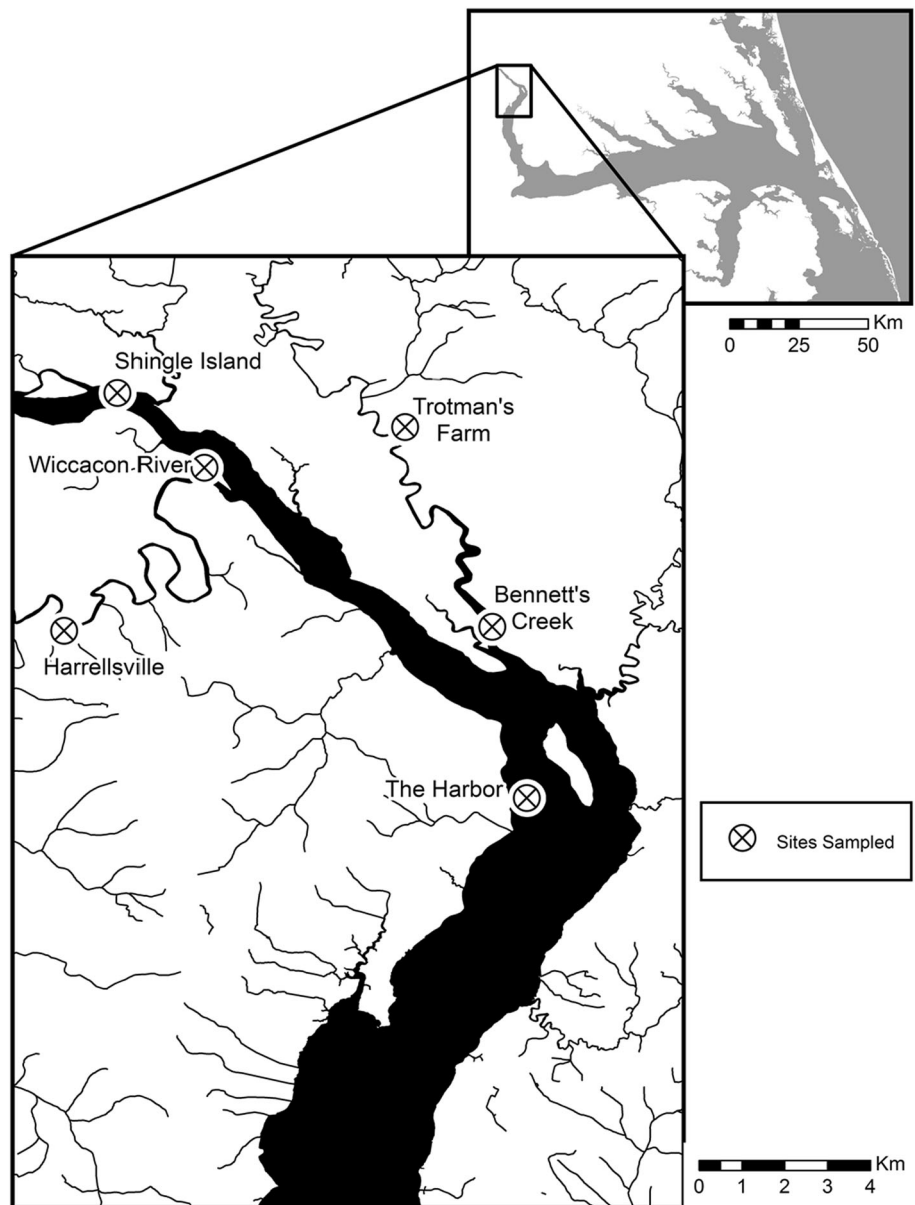 Km
0 25 50
Shingle Island
Trotman's
Farm
Wiccacon River
Bennett's
Creek
Harrellsville
The Harbor
Sites Sampled
Km
0 1 2 3 4